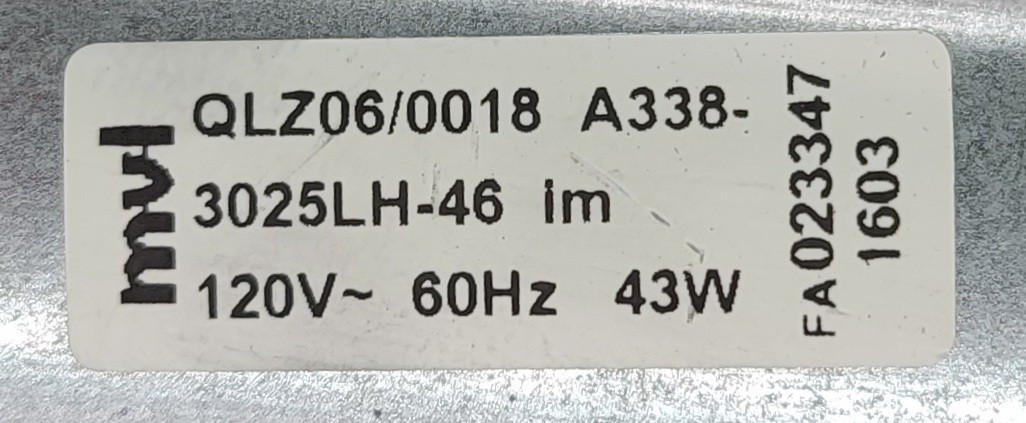 mvl
QLZ06/0018 A338-
3025LH-46 im
120V~ 60Hz 43W
FA023347
1603